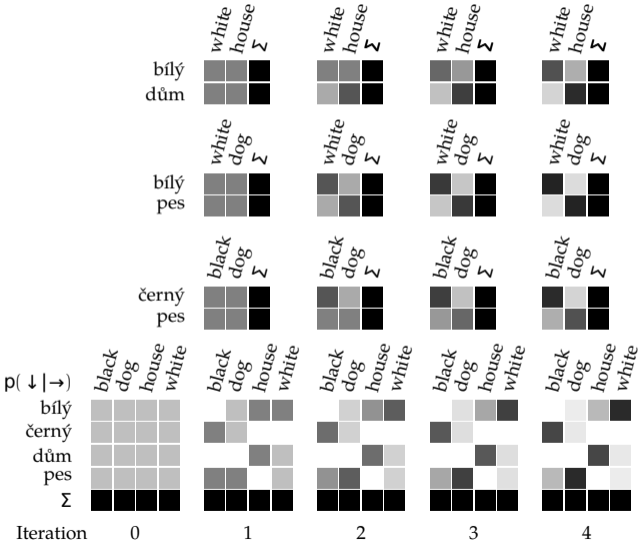 white house Σ white house Σ white house Σ white house Σ
bílý
dům
white dog Σ white dog Σ white dog Σ white dog Σ
bílý
pes
black dog Σ black dog Σ black dog Σ black dog Σ
černý
pes
p( ↓ | →) black dog house white black dog house white black dog house white black dog house white black dog house white
bílý
černý
dům
pes
Σ
Iteration 0 1 2 3 4